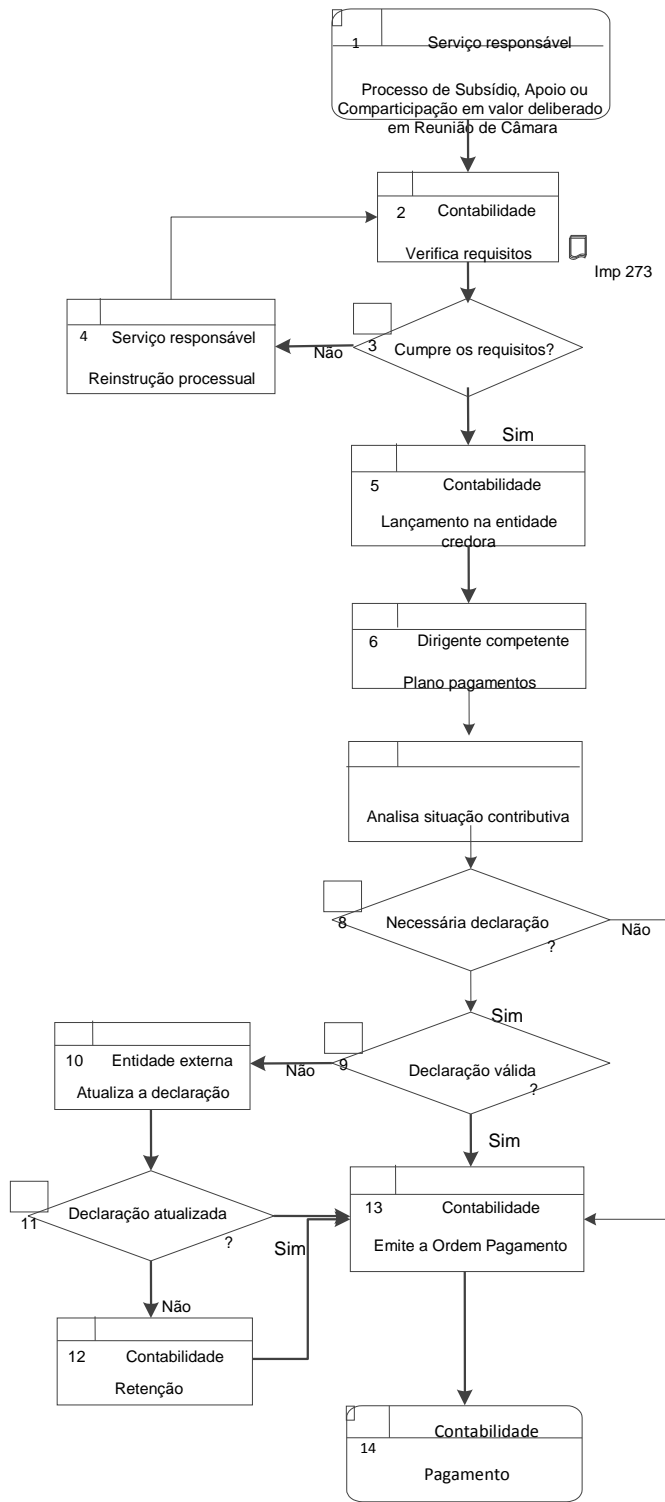 1 Serviço responsável
Processo de Subsídio, Apoio ou
Comparticipação em valor deliberado
em Reunião de Câmara
2 Contabilidade
Verifica requisitos
Imp 273
3 Cumpre os requisitos?
Não
4 Serviço responsável
Reinstrução processual
Sim
5 Contabilidade
Lançamento na entidade
credora
6 Dirigente competente
Plano pagamentos
Analisa situação contributiva
8 Necessária declaração
?
Não
Sim
9 Declaração válida
?
Não
10 Entidade externa
Atualiza a declaração
Sim
11 Declaração atualizada
?
Sim
Não
12 Contabilidade
Retenção
13 Contabilidade
Emite a Ordem Pagamento
Contabilidade
14
Pagamento